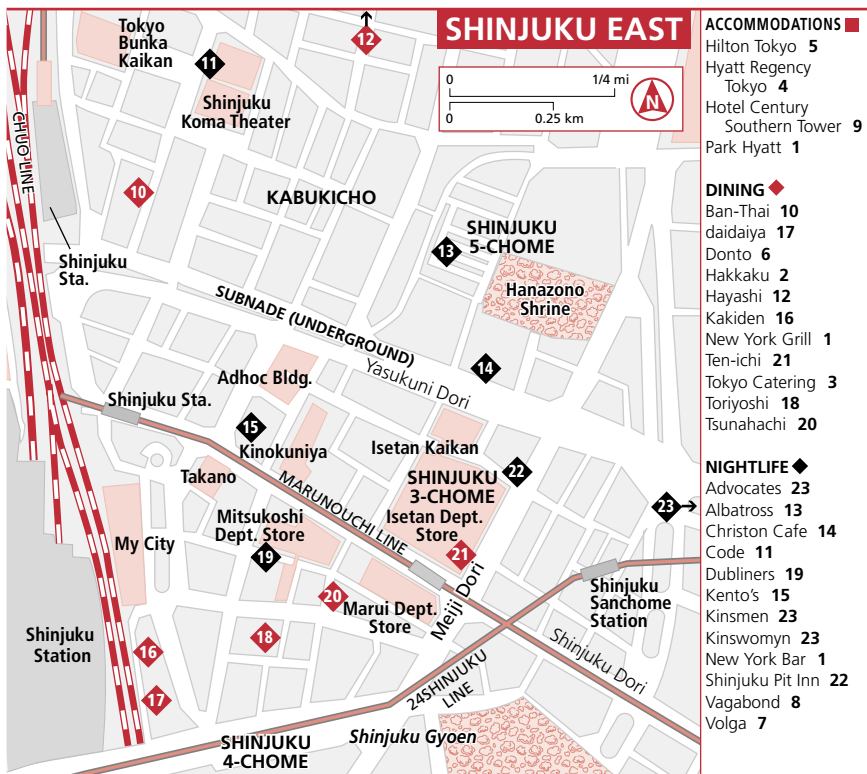 SHINJUKU EAST
0 1/4 mi
0 0.25 km
N
Tokyo
Bunka
Kaikan
11
12
Shinjuku
Koma Theater
CHUO LINE
10
KABUKICHO
SHINJUKU
5-CHOME
13
Shinjuku
Sta.
Hanazono
Shrine
SUBNADE (UNDERGROUND)
Yasukuni Dori
14
Adhoc Bldg.
Shinjuku Sta.
15
Kinokuniya
Isetan Kaikan
Takano
SHINJUKU
3-CHOME
22
MARUNOUCHI LINE
Isetan Dept.
Store
23
Mitsukoshi
Dept. Store
My City
19
21
20
Marui Dept.
Store
Meiji Dori
Shinjuku
Sanchome
Station
Shinjuku
Station
16
18
17
Shinjuku Dori
24SHINJUKU
LINE
SHINJUKU
4-CHOME
Shinjuku Gyoen
ACCOMMODATIONS
Hilton Tokyo 5
Hyatt Regency
Tokyo 4
Hotel Century
Southern Tower 9
Park Hyatt 1
DINING
Ban-Thai 10
daidaiya 17
Donto 6
Hakkaku 2
Hayashi 12
Kakiden 16
New York Grill 1
Ten-ichi 21
Tokyo Catering 3
Toriyoshi 18
Tsunahachi 20
NIGHTLIFE
Advocates 23
Albatross 13
Christon Cafe 14
Code 11
Dubliners 19
Kento's 15
Kinsmen 23
Kinswomyn 23
New York Bar 1
Shinjuku Pit Inn 22
Vagabond 8
Volga 7